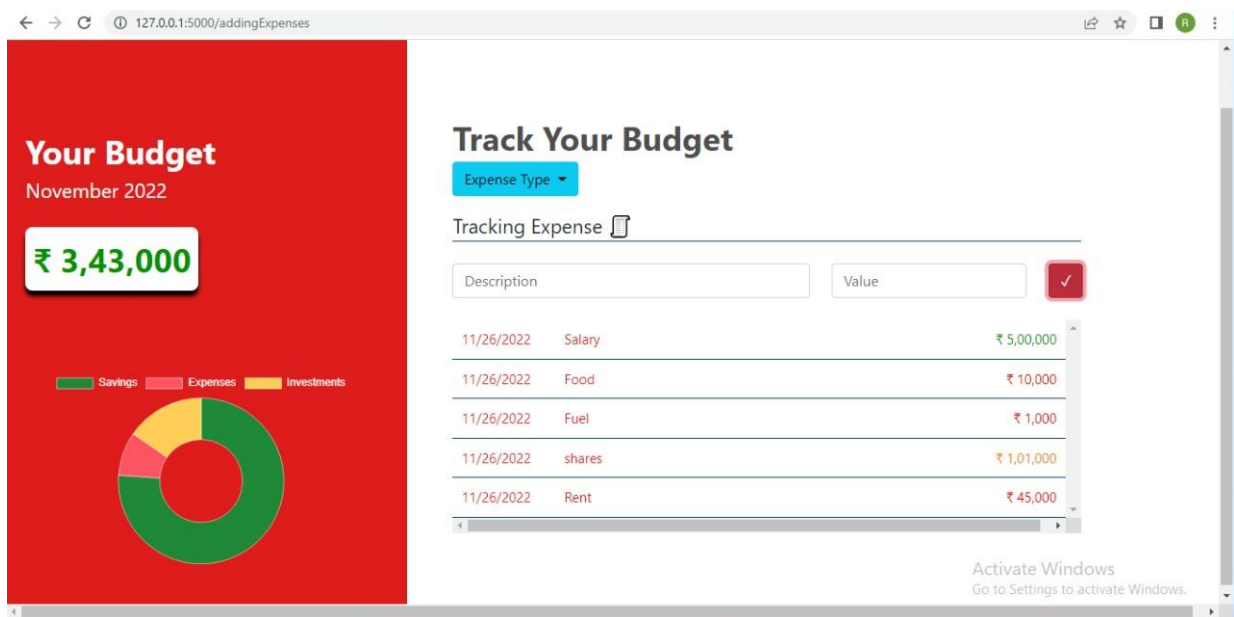 127.0.0.1:5000/addingExpenses
R
Your Budget
November 2022
₹ 3,43,000
Savings Expenses Investments
Track Your Budget
Expense Type
Tracking Expense
Description Value ✓
11/26/2022 Salary ₹ 5,00,000
11/26/2022 Food ₹ 10,000
11/26/2022 Fuel ₹ 1,000
11/26/2022 shares ₹ 1,01,000
11/26/2022 Rent ₹ 45,000
Activate Windows
Go to Settings to activate Windows.